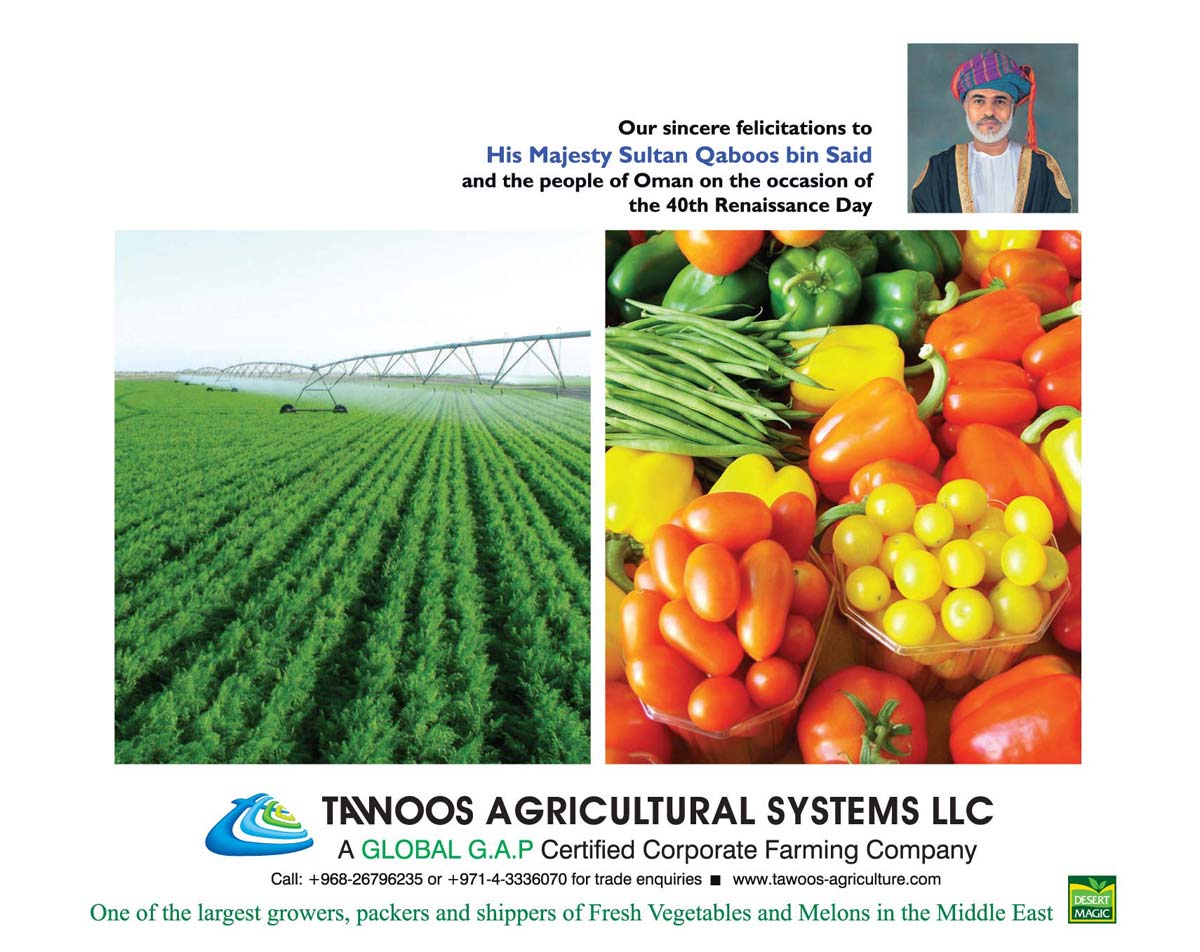 Our sincere felicitations to
His Majesty Sultan Qaboos bin Said
and the people of Oman on the occasion of
the 40th Renaissance Day
TAWOOS AGRICULTURAL SYSTEMS LLC
A GLOBAL G.A.P Certified Corporate Farming Company
Call: +968-26796235 or +971-4-3336070 for trade enquiries ■ www.tawoos-agriculture.com
One of the largest growers, packers and shippers of Fresh Vegetables and Melons in the Middle East
DESERT
MAGIC